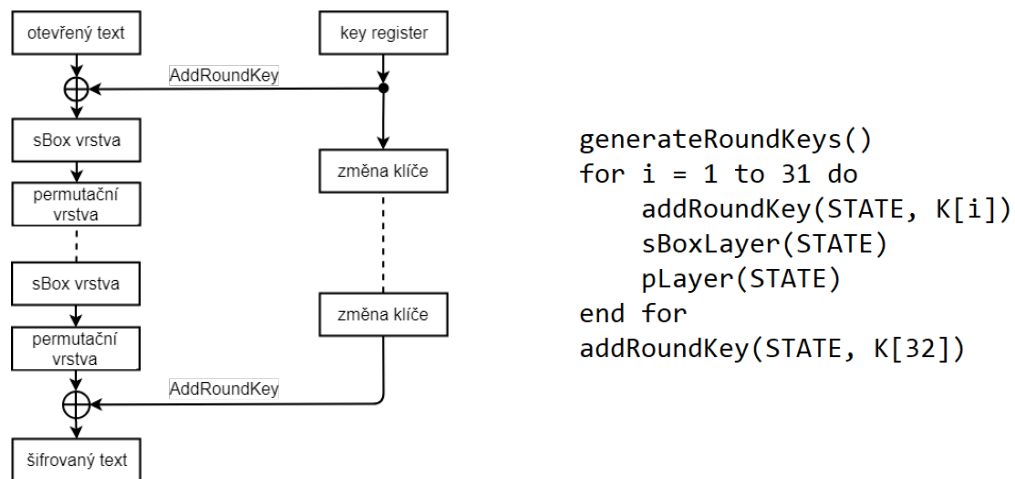 otevřený text
key register
AddRoundKey
sBox vrstva
změna klíče
permutační
vrstva
sBox vrstva
změna klíče
permutační
vrstva
AddRoundKey
šifrovaný text
generateRoundKeys()
for i = 1 to 31 do
    addRoundKey(STATE, K[i])
    sBoxLayer(STATE)
    pLayer(STATE)
end for
addRoundKey(STATE, K[32])